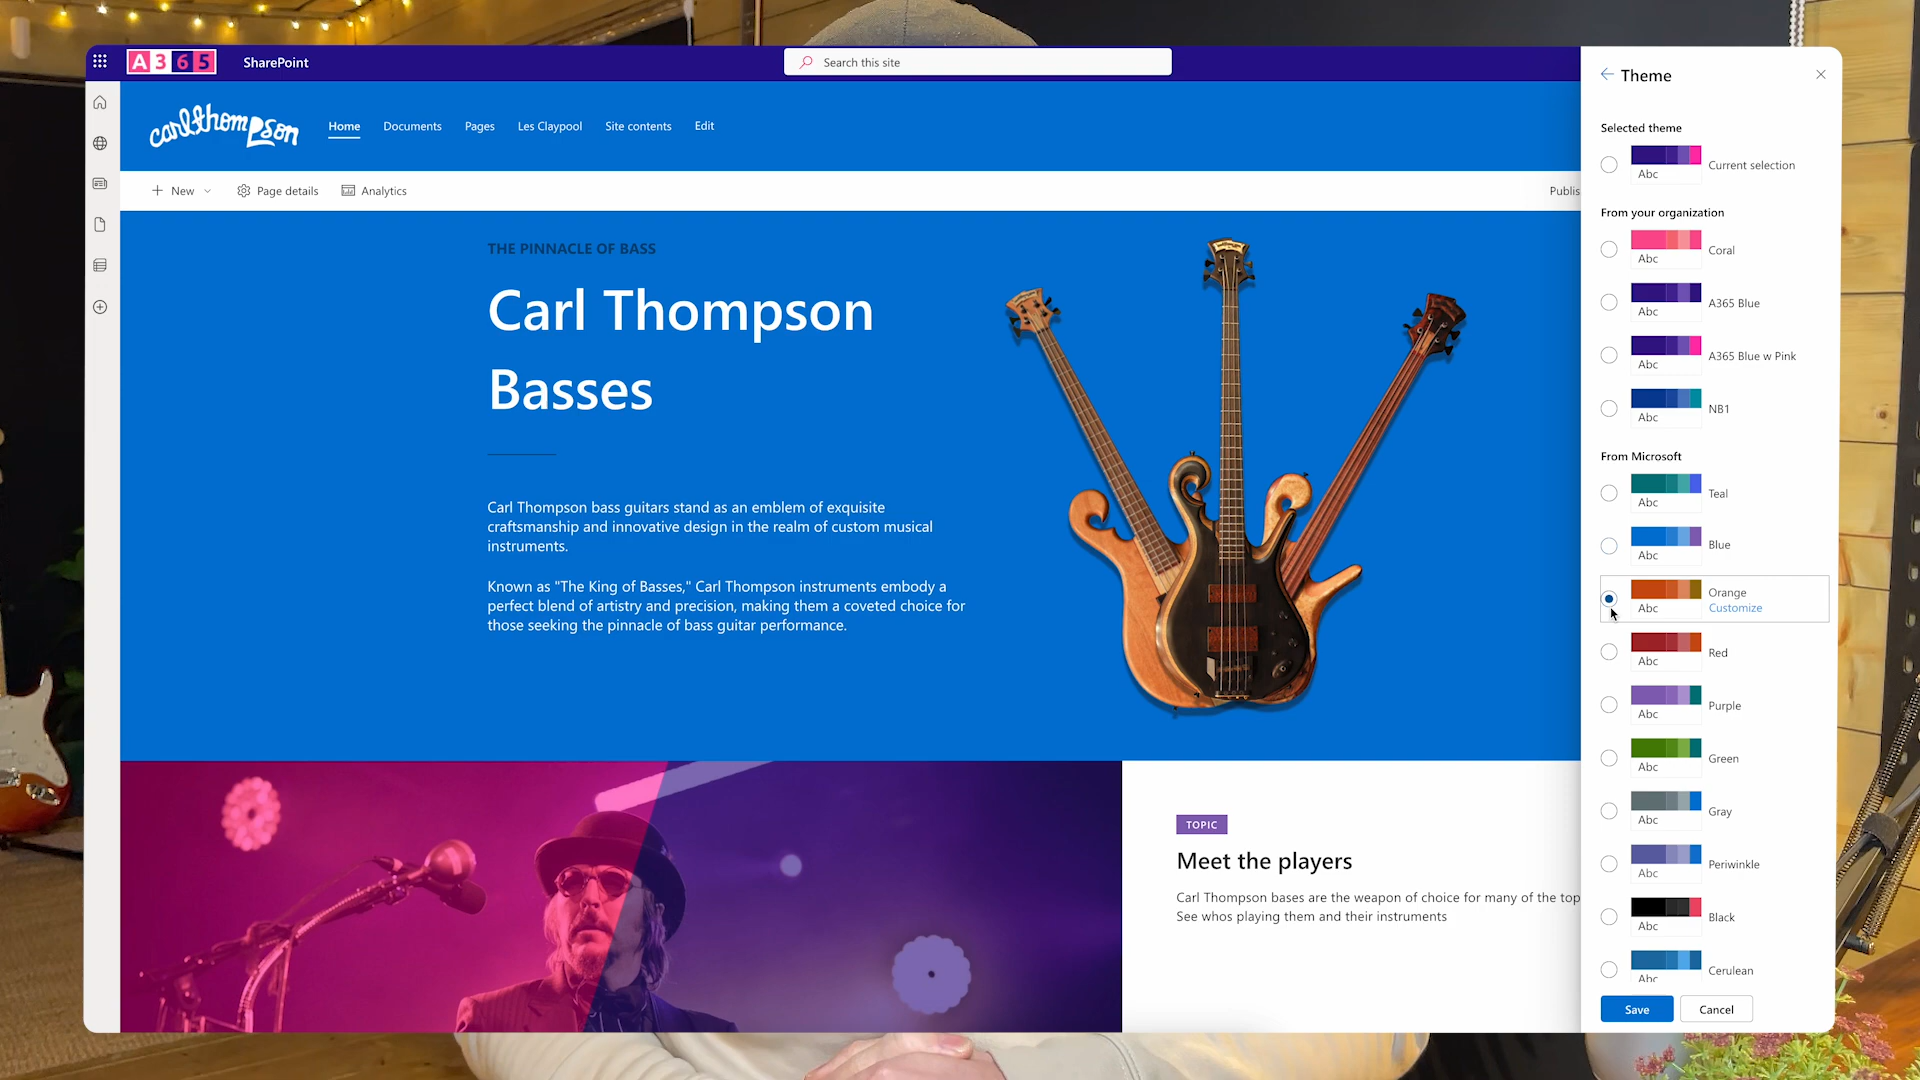 A365
SharePoint
Search this site
carlthompson
Home
Documents
Pages
Les Claypool
Site contents
Edit
New
Page details
Analytics
Publis
THE PINNACLE OF BASS
Carl Thompson
Basses
Carl Thompson bass guitars stand as an emblem of exquisite
craftsmanship and innovative design in the realm of custom musical
instruments.
Known as "The King of Basses," Carl Thompson instruments embody a
perfect blend of artistry and precision, making them a coveted choice for
those seeking the pinnacle of bass guitar performance.
TOPIC
Meet the players
Carl Thompson bases are the weapon of choice for many of the top
See whos playing them and their instruments
Theme
Selected theme
Abc
Current selection
From your organization
Abc
Coral
Abc
A365 Blue
Abc
A365 Blue w Pink
Abc
NB1
From Microsoft
Abc
Teal
Abc
Blue
Abc
Orange
Customize
Abc
Red
Abc
Purple
Abc
Green
Abc
Gray
Abc
Periwinkle
Abc
Black
Abc
Cerulean
Save
Cancel